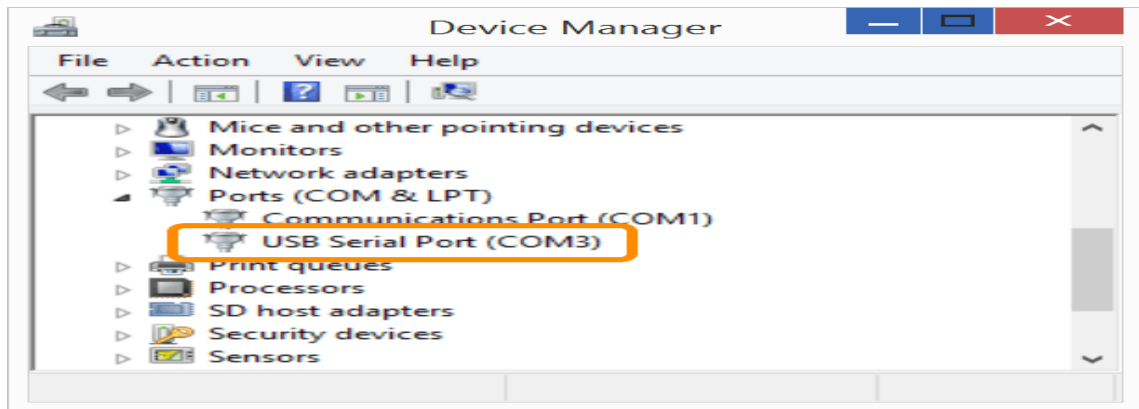 Device Manager
File Action View Help
Mice and other pointing devices
Monitors
Network adapters
Ports (COM & LPT)
Communications Port (COM1)
USB Serial Port (COM3)
Print queues
Processors
SD host adapters
Security devices
Sensors